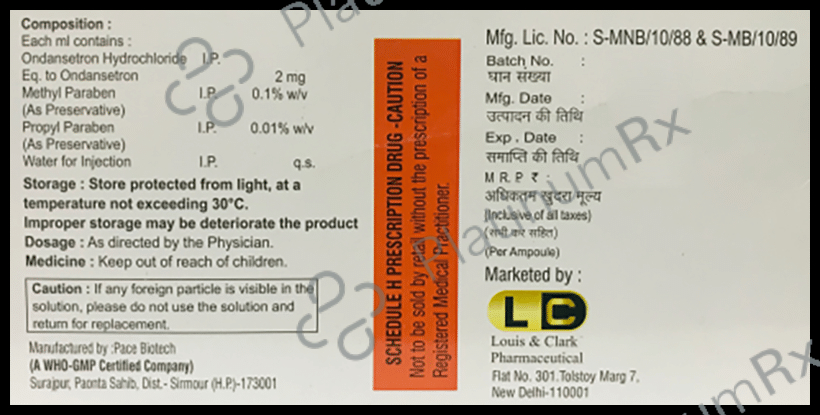 Composition :
Each ml contains :
Ondansetron Hydrochloride I.P.
Eq. to Ondansetron 2 mg
Methyl Paraben I.P. 0.1% w/v
(As Preservative)
Propyl Paraben I.P. 0.01% w/v
(As Preservative)
Water for Injection I.P. q.s.
Storage : Store protected from light, at a
temperature not exceeding 30°C.
Improper storage may be deteriorate the product
Dosage : As directed by the Physician.
Medicine : Keep out of reach of children.
Caution : If any foreign particle is visible in the
solution, please do not use the solution and
return for replacement.
Manufactured by :Pace Biotech
(A WHO-GMP Certified Company)
Surajpur, Paonta Sahib, Dist.- Sirmour (H.P.)-173001
SCHEDULE H PRESCRIPTION DRUG -CAUTION
Not to be sold by retail without the prescription of a
Registered Medical Practitioner.
Mfg. Lic. No. : S-MNB/10/88 & S-MB/10/89
Batch No. :
घान संख्या
Mfg. Date :
उत्पादन की तिथि
Exp . Date :
समाप्ति की तिथि
M R. P ₹ :
अधिकतम खुदरा मूल्य
(Inclusive of all taxes)
(सभी कर सहित)
(Per Ampoule)
Marketed by :
LC
Louis & Clark
Pharmaceutical
Flat No. 301.Tolstoy Marg 7,
New Delhi-110001
PlatinumRx
PlatinumRx
PlatinumRx